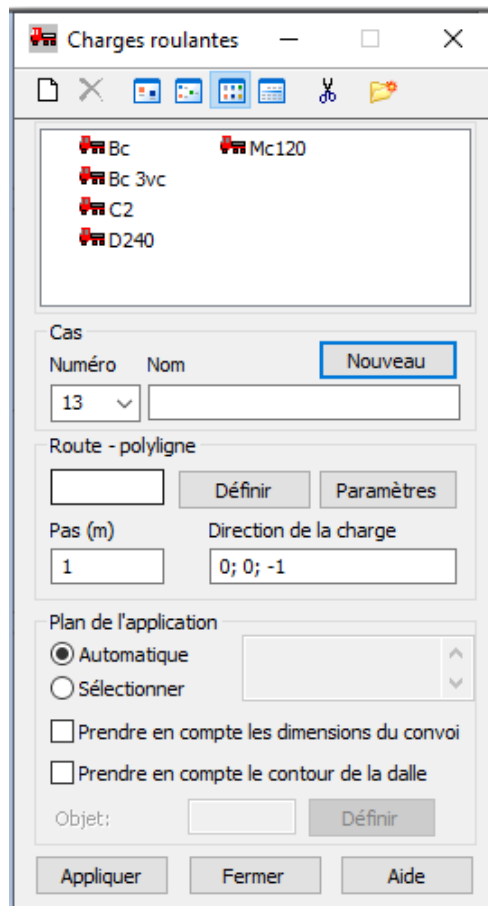 Charges roulantes
Bc Mc120
Bc 3vc
C2
D240
Cas
Numéro Nom Nouveau
13
Route - polyligne
Définir Paramètres
Pas (m) Direction de la charge
1 0; 0; -1
Plan de l'application
Automatique
Sélectionner
Prendre en compte les dimensions du convoi
Prendre en compte le contour de la dalle
Objet: Définir
Appliquer Fermer Aide